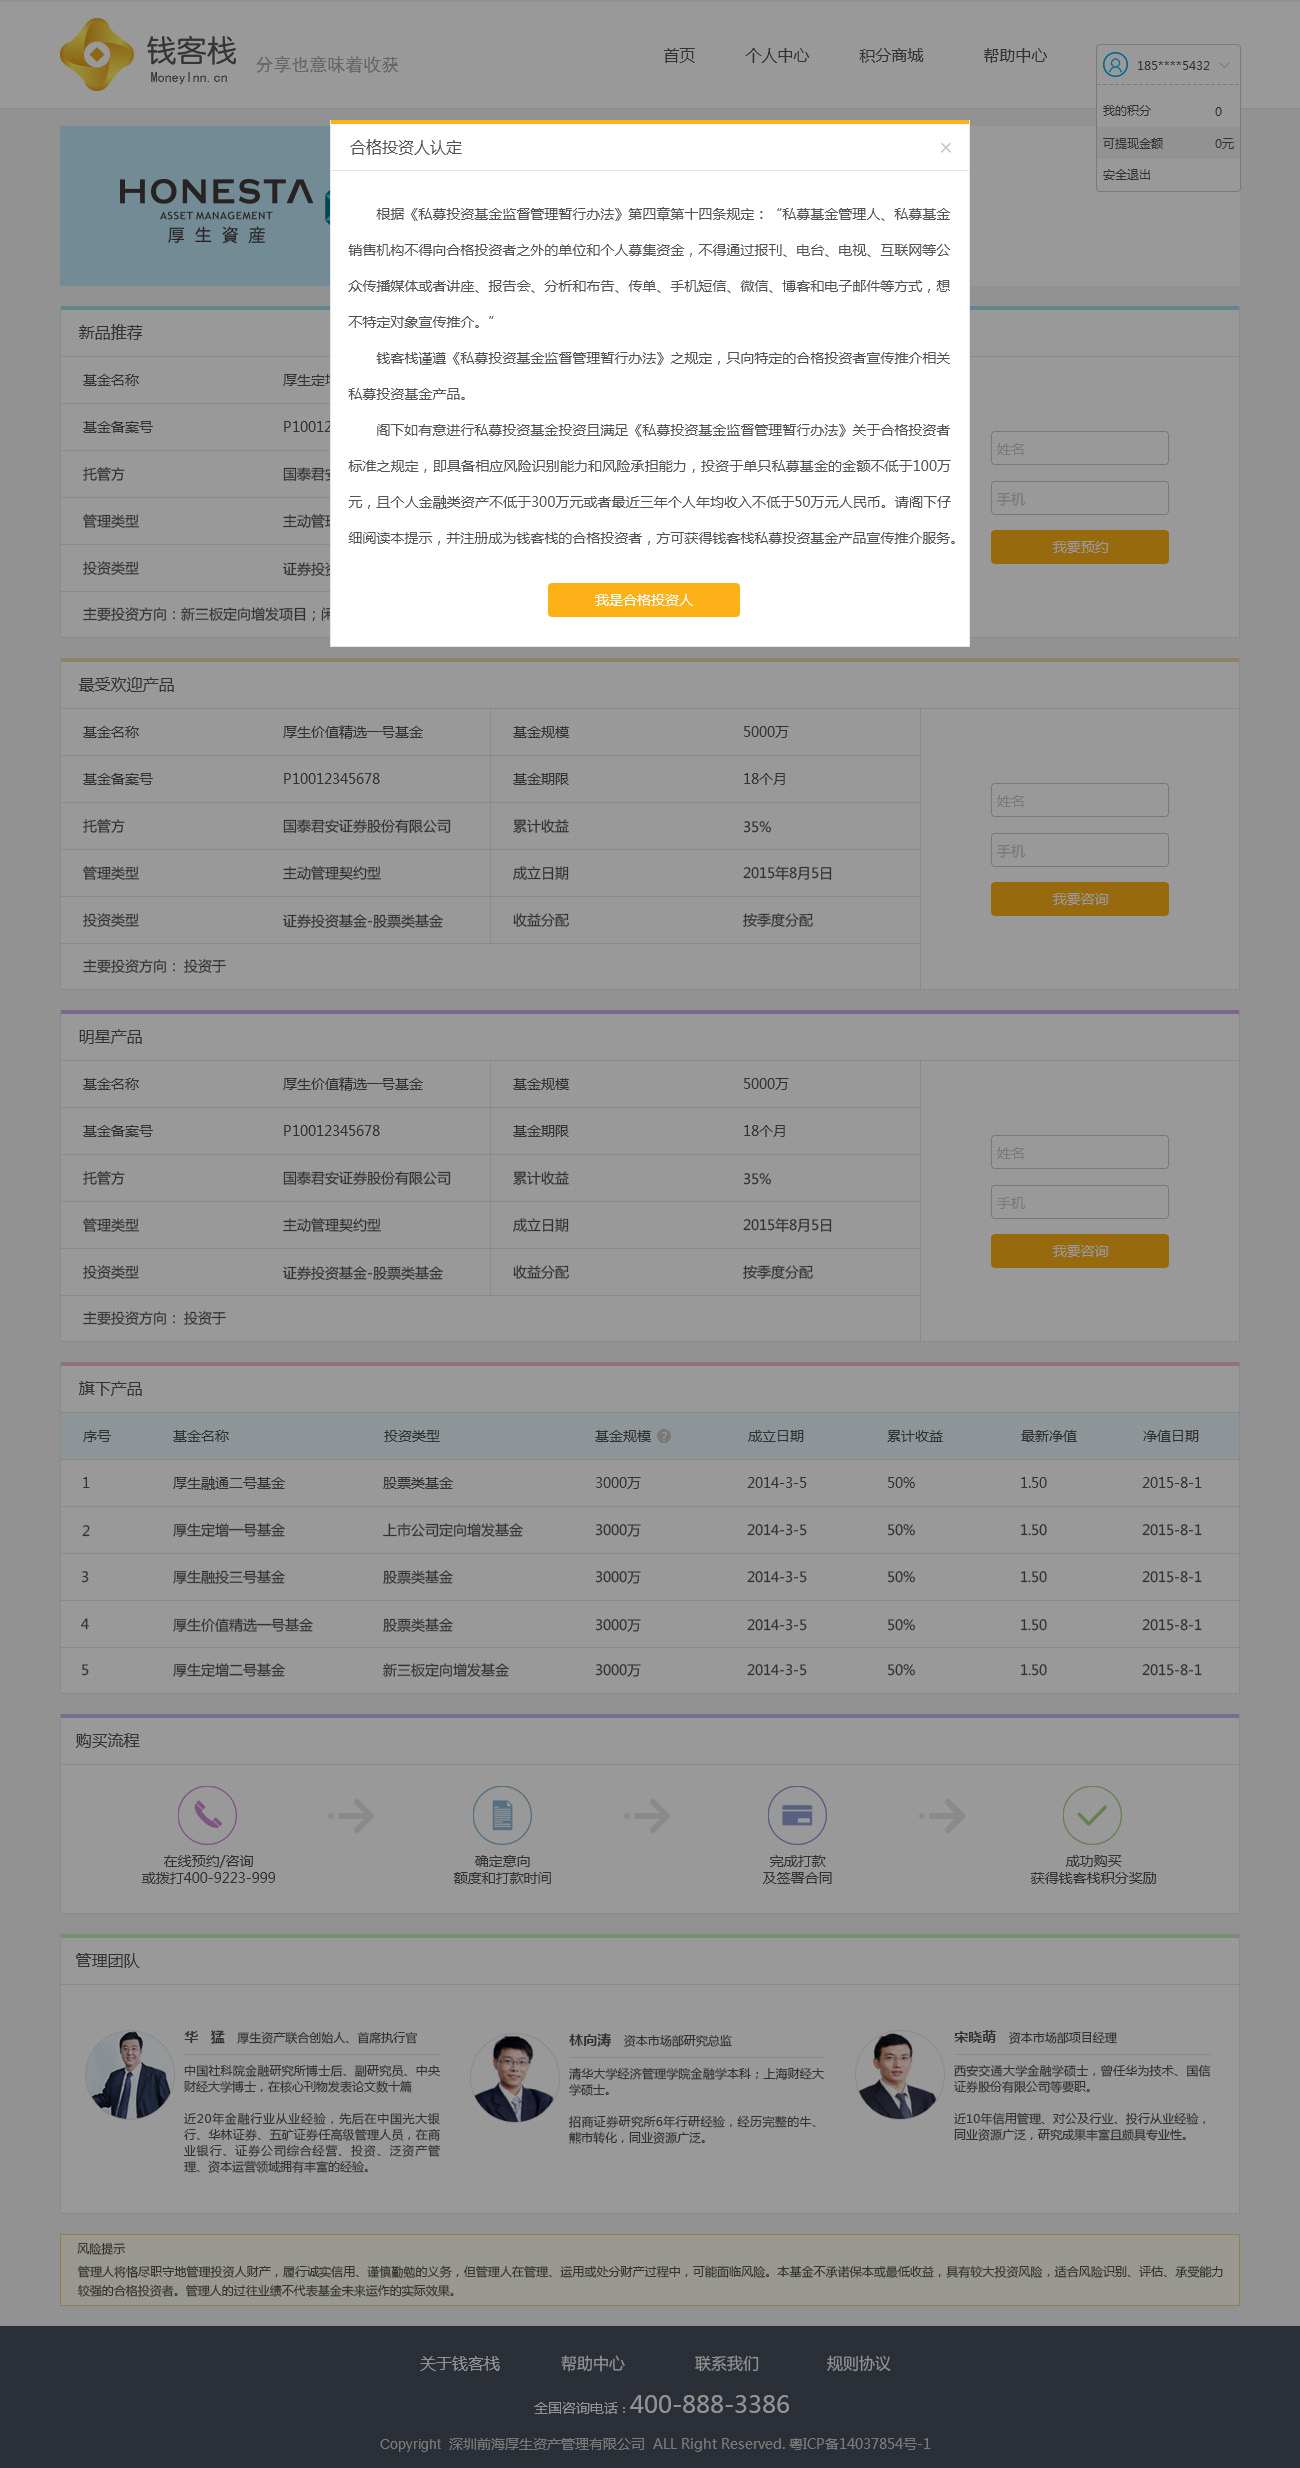 钱客栈
MoneyInn.cn
分享也意味着收获
首页 个人中心 积分商城 帮助中心
185****5432
我的积分 0
可提现金额 0元
安全退出
HONESTA
ASSET MANAGEMENT
厚生資産
合格投资人认定
根据《私募投资基金监督管理暂行办法》第四章第十四条规定：“私募基金管理人、私募基金
销售机构不得向合格投资者之外的单位和个人募集资金，不得通过报刊、电台、电视、互联网等公
众传播媒体或者讲座、报告会、分析和布告、传单、手机短信、微信、博客和电子邮件等方式，想
不特定对象宣传推介。”
钱客栈谨遵《私募投资基金监督管理暂行办法》之规定，只向特定的合格投资者宣传推介相关
私募投资基金产品。
阁下如有意进行私募投资基金投资且满足《私募投资基金监督管理暂行办法》关于合格投资者
标准之规定，即具备相应风险识别能力和风险承担能力，投资于单只私募基金的金额不低于100万
元，且个人金融类资产不低于300万元或者最近三年个人年均收入不低于50万元人民币。请阁下仔
细阅读本提示，并注册成为钱客栈的合格投资者，方可获得钱客栈私募投资基金产品宣传推介服务。
我是合格投资人
新品推荐
基金名称 厚生定
基金备案号 P10012
托管方 国泰君
管理类型 主动管
投资类型 证券投
主要投资方向：新三板定向增发项目；
姓名
手机
我要预约
最受欢迎产品
基金名称 厚生价值精选一号基金 基金规模 5000万
基金备案号 P10012345678 基金期限 18个月
托管方 国泰君安证券股份有限公司 累计收益 35%
管理类型 主动管理契约型 成立日期 2015年8月5日
投资类型 证券投资基金-股票类基金 收益分配 按季度分配
主要投资方向： 投资于
姓名
手机
我要咨询
明星产品
基金名称 厚生价值精选一号基金 基金规模 5000万
基金备案号 P10012345678 基金期限 18个月
托管方 国泰君安证券股份有限公司 累计收益 35%
管理类型 主动管理契约型 成立日期 2015年8月5日
投资类型 证券投资基金-股票类基金 收益分配 按季度分配
主要投资方向： 投资于
姓名
手机
我要咨询
旗下产品
序号 基金名称 投资类型 基金规模 ? 成立日期 累计收益 最新净值 净值日期
1 厚生融通二号基金 股票类基金 3000万 2014-3-5 50% 1.50 2015-8-1
2 厚生定增一号基金 上市公司定向增发基金 3000万 2014-3-5 50% 1.50 2015-8-1
3 厚生融投三号基金 股票类基金 3000万 2014-3-5 50% 1.50 2015-8-1
4 厚生价值精选一号基金 股票类基金 3000万 2014-3-5 50% 1.50 2015-8-1
5 厚生定增二号基金 新三板定向增发基金 3000万 2014-3-5 50% 1.50 2015-8-1
购买流程
在线预约/咨询
或拨打400-9223-999
确定意向
额度和打款时间
完成打款
及签署合同
成功购买
获得钱客栈积分奖励
管理团队
华 猛 厚生资产联合创始人、首席执行官
中国社科院金融研究所博士后、副研究员、中央
财经大学博士，在核心刊物发表论文数十篇
近20年金融行业从业经验，先后在中国光大银
行、华林证券、五矿证券任高级管理人员，在商
业银行、证券公司综合经营、投资、泛资产管
理、资本运营领域拥有丰富的经验。
林向涛 资本市场部研究总监
清华大学经济管理学院金融学本科；上海财经大
学硕士。
招商证券研究所6年行研经验，经历完整的牛、
熊市转化，同业资源广泛。
宋晓萌 资本市场部项目经理
西安交通大学金融学硕士，曾任华为技术、国信
证券股份有限公司等要职。
近10年信用管理、对公及行业、投行从业经验，
同业资源广泛，研究成果丰富且颇具专业性。
风险提示
管理人将恪尽职守地管理投资人财产，履行诚实信用、谨慎勤勉的义务，但管理人在管理、运用或处分财产过程中，可能面临风险。本基金不承诺保本或最低收益，具有较大投资风险，适合风险识别、评估、承受能力
较强的合格投资者。管理人的过往业绩不代表基金未来运作的实际效果。
关于钱客栈 帮助中心 联系我们 规则协议
全国咨询电话：400-888-3386
Copyright 深圳前海厚生资产管理有限公司 ALL Right Reserved. 粤ICP备14037854号-1